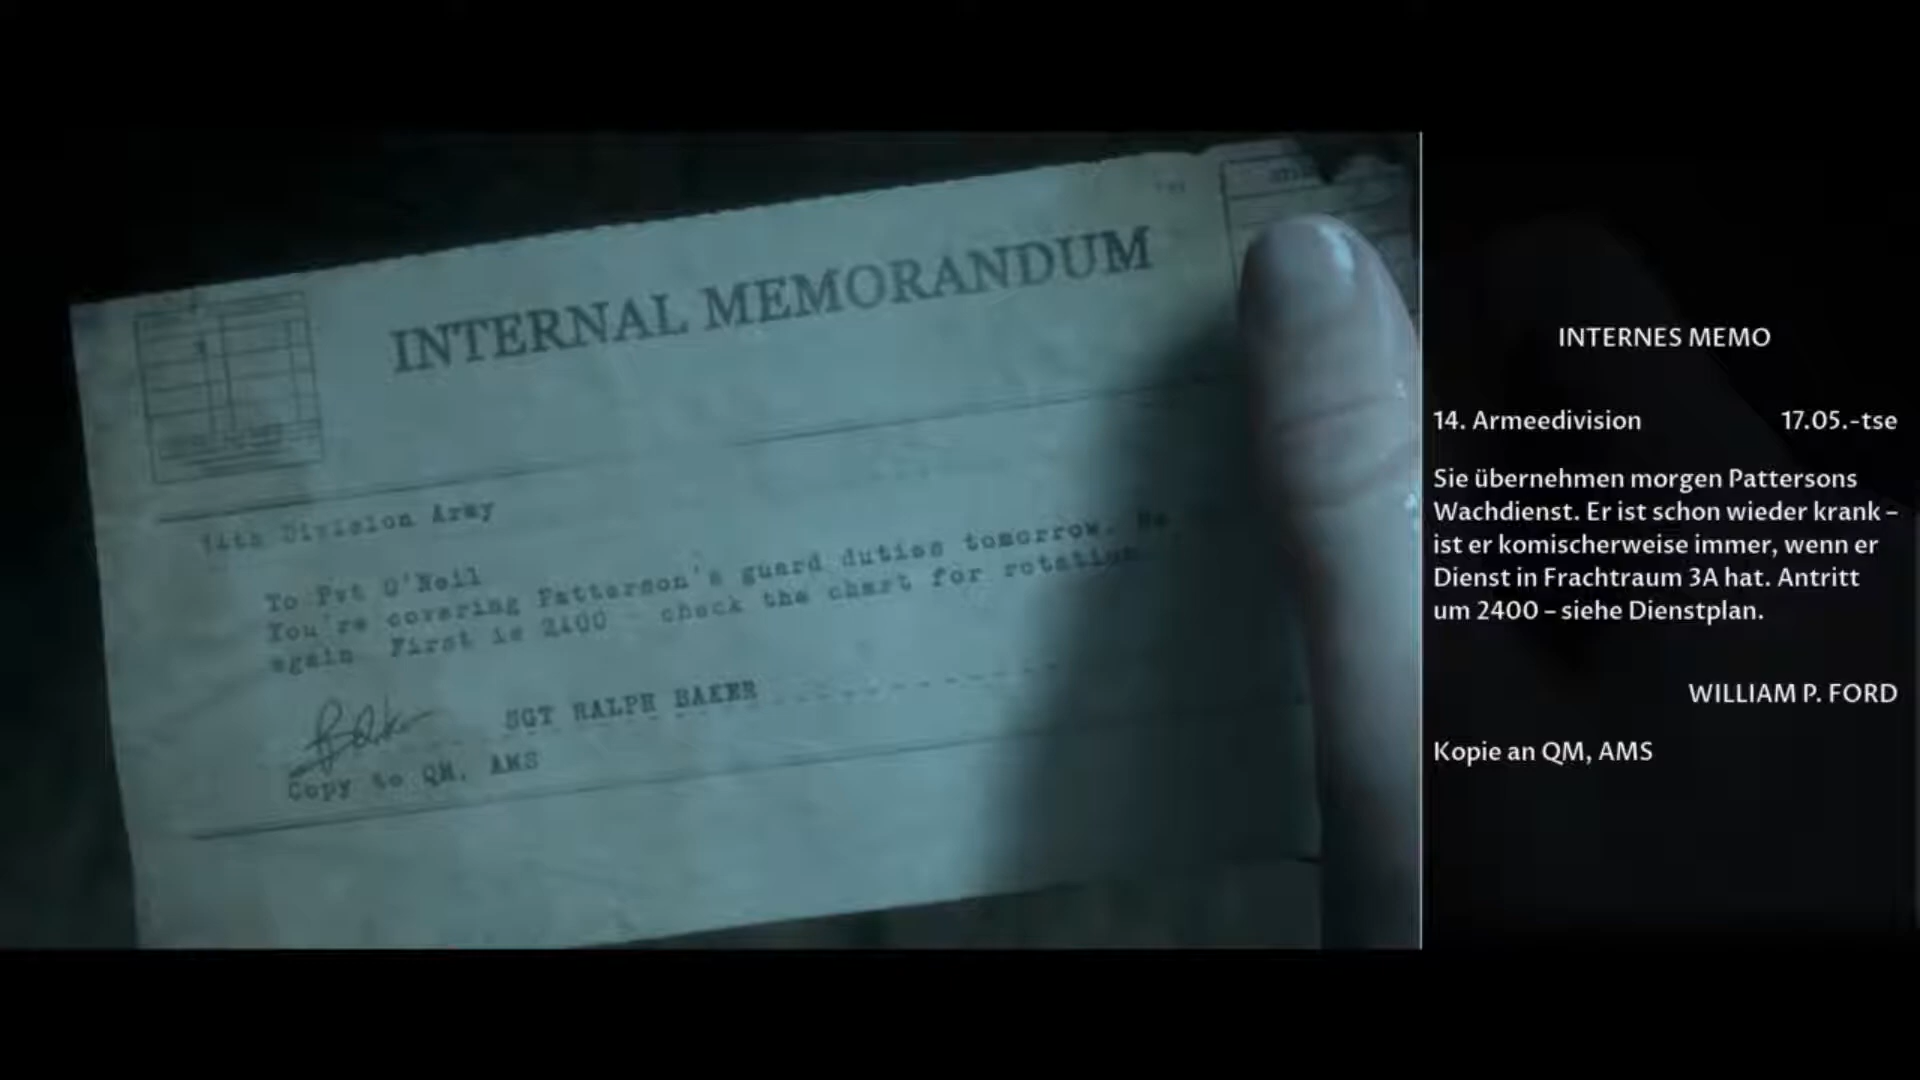 INTERNAL MEMORANDUM
14th Division Army
To Pvt O'Neil
You're covering Patterson's guard duties tomorrow. He
again First is 2400 check the chart for rotation
SGT RALPH BAKER
Copy to QM, AMS
INTERNES MEMO
14. Armeedivision 17.05.-tse
Sie übernehmen morgen Pattersons
Wachdienst. Er ist schon wieder krank –
ist er komischerweise immer, wenn er
Dienst in Frachtraum 3A hat. Antritt
um 2400 – siehe Dienstplan.
WILLIAM P. FORD
Kopie an QM, AMS